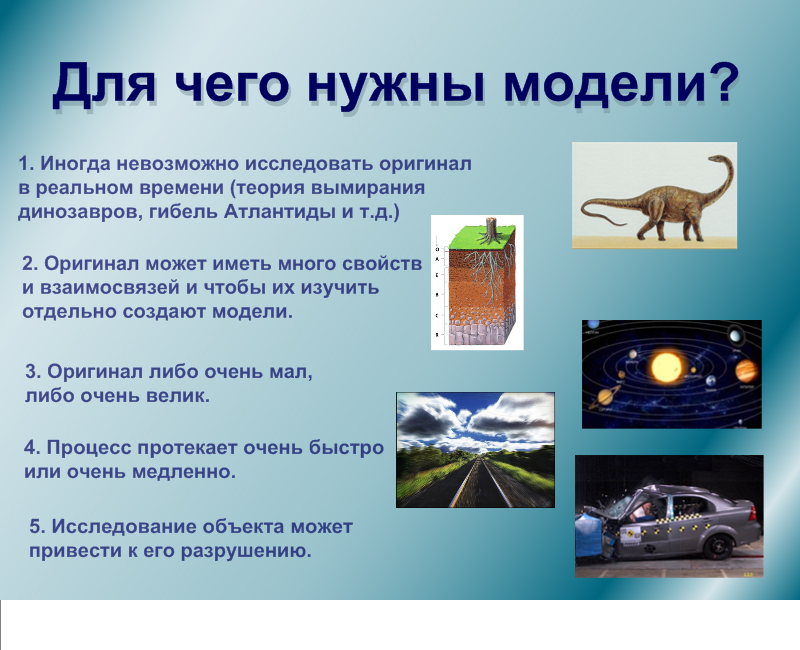 Для чего нужны модели?
1. Иногда невозможно исследовать оригинал
в реальном времени (теория вымирания
динозавров, гибель Атлантиды и т.д.)
2. Оригинал может иметь много свойств
и взаимосвязей и чтобы их изучить
отдельно создают модели.
3. Оригинал либо очень мал,
либо очень велик.
4. Процесс протекает очень быстро
или очень медленно.
5. Исследование объекта может
привести к его разрушению.